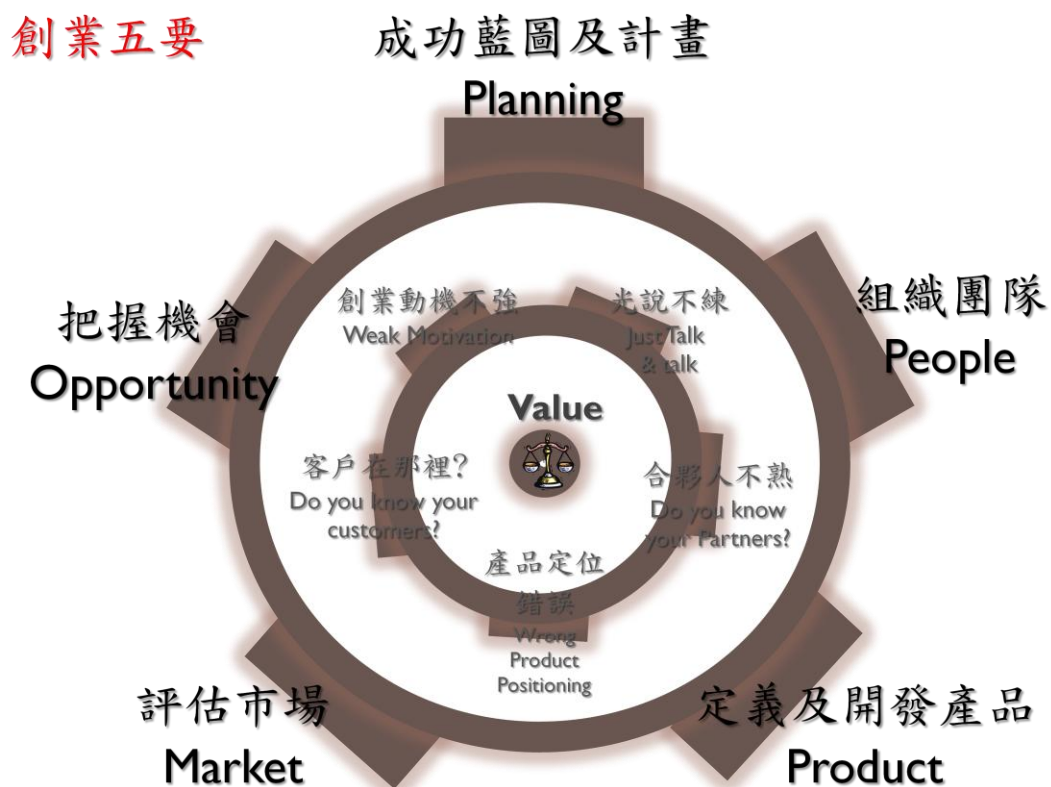 創業五要
成功藍圖及計畫
Planning
組織團隊
People
定義及開發產品
Product
評估市場
Market
把握機會
Opportunity
創業動機不強
Weak Motivation
光說不練
Just Talk
& talk
合夥人不熟
Do you know
your Partners?
產品定位
錯誤
Wrong
Product
Positioning
客戶在那裡?
Do you know your
customers?
Value